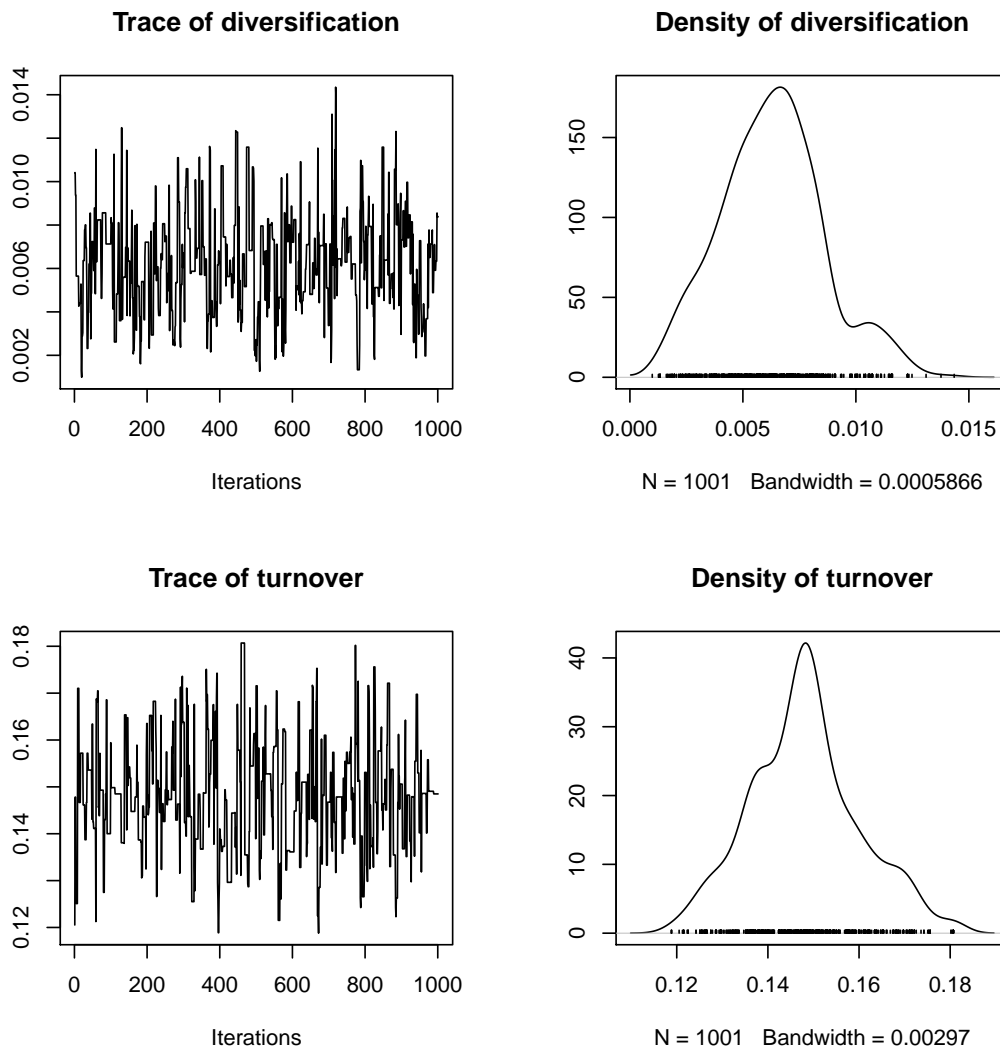 Trace of diversification
0.014
0.010
0.006
0.002
0 200 400 600 800 1000
Iterations
Density of diversification
150
100
50
0
0.000 0.005 0.010 0.015
N = 1001 Bandwidth = 0.0005866
Trace of turnover
0.18
0.16
0.14
0.12
0 200 400 600 800 1000
Iterations
Density of turnover
40
30
20
10
0
0.12 0.14 0.16 0.18
N = 1001 Bandwidth = 0.00297